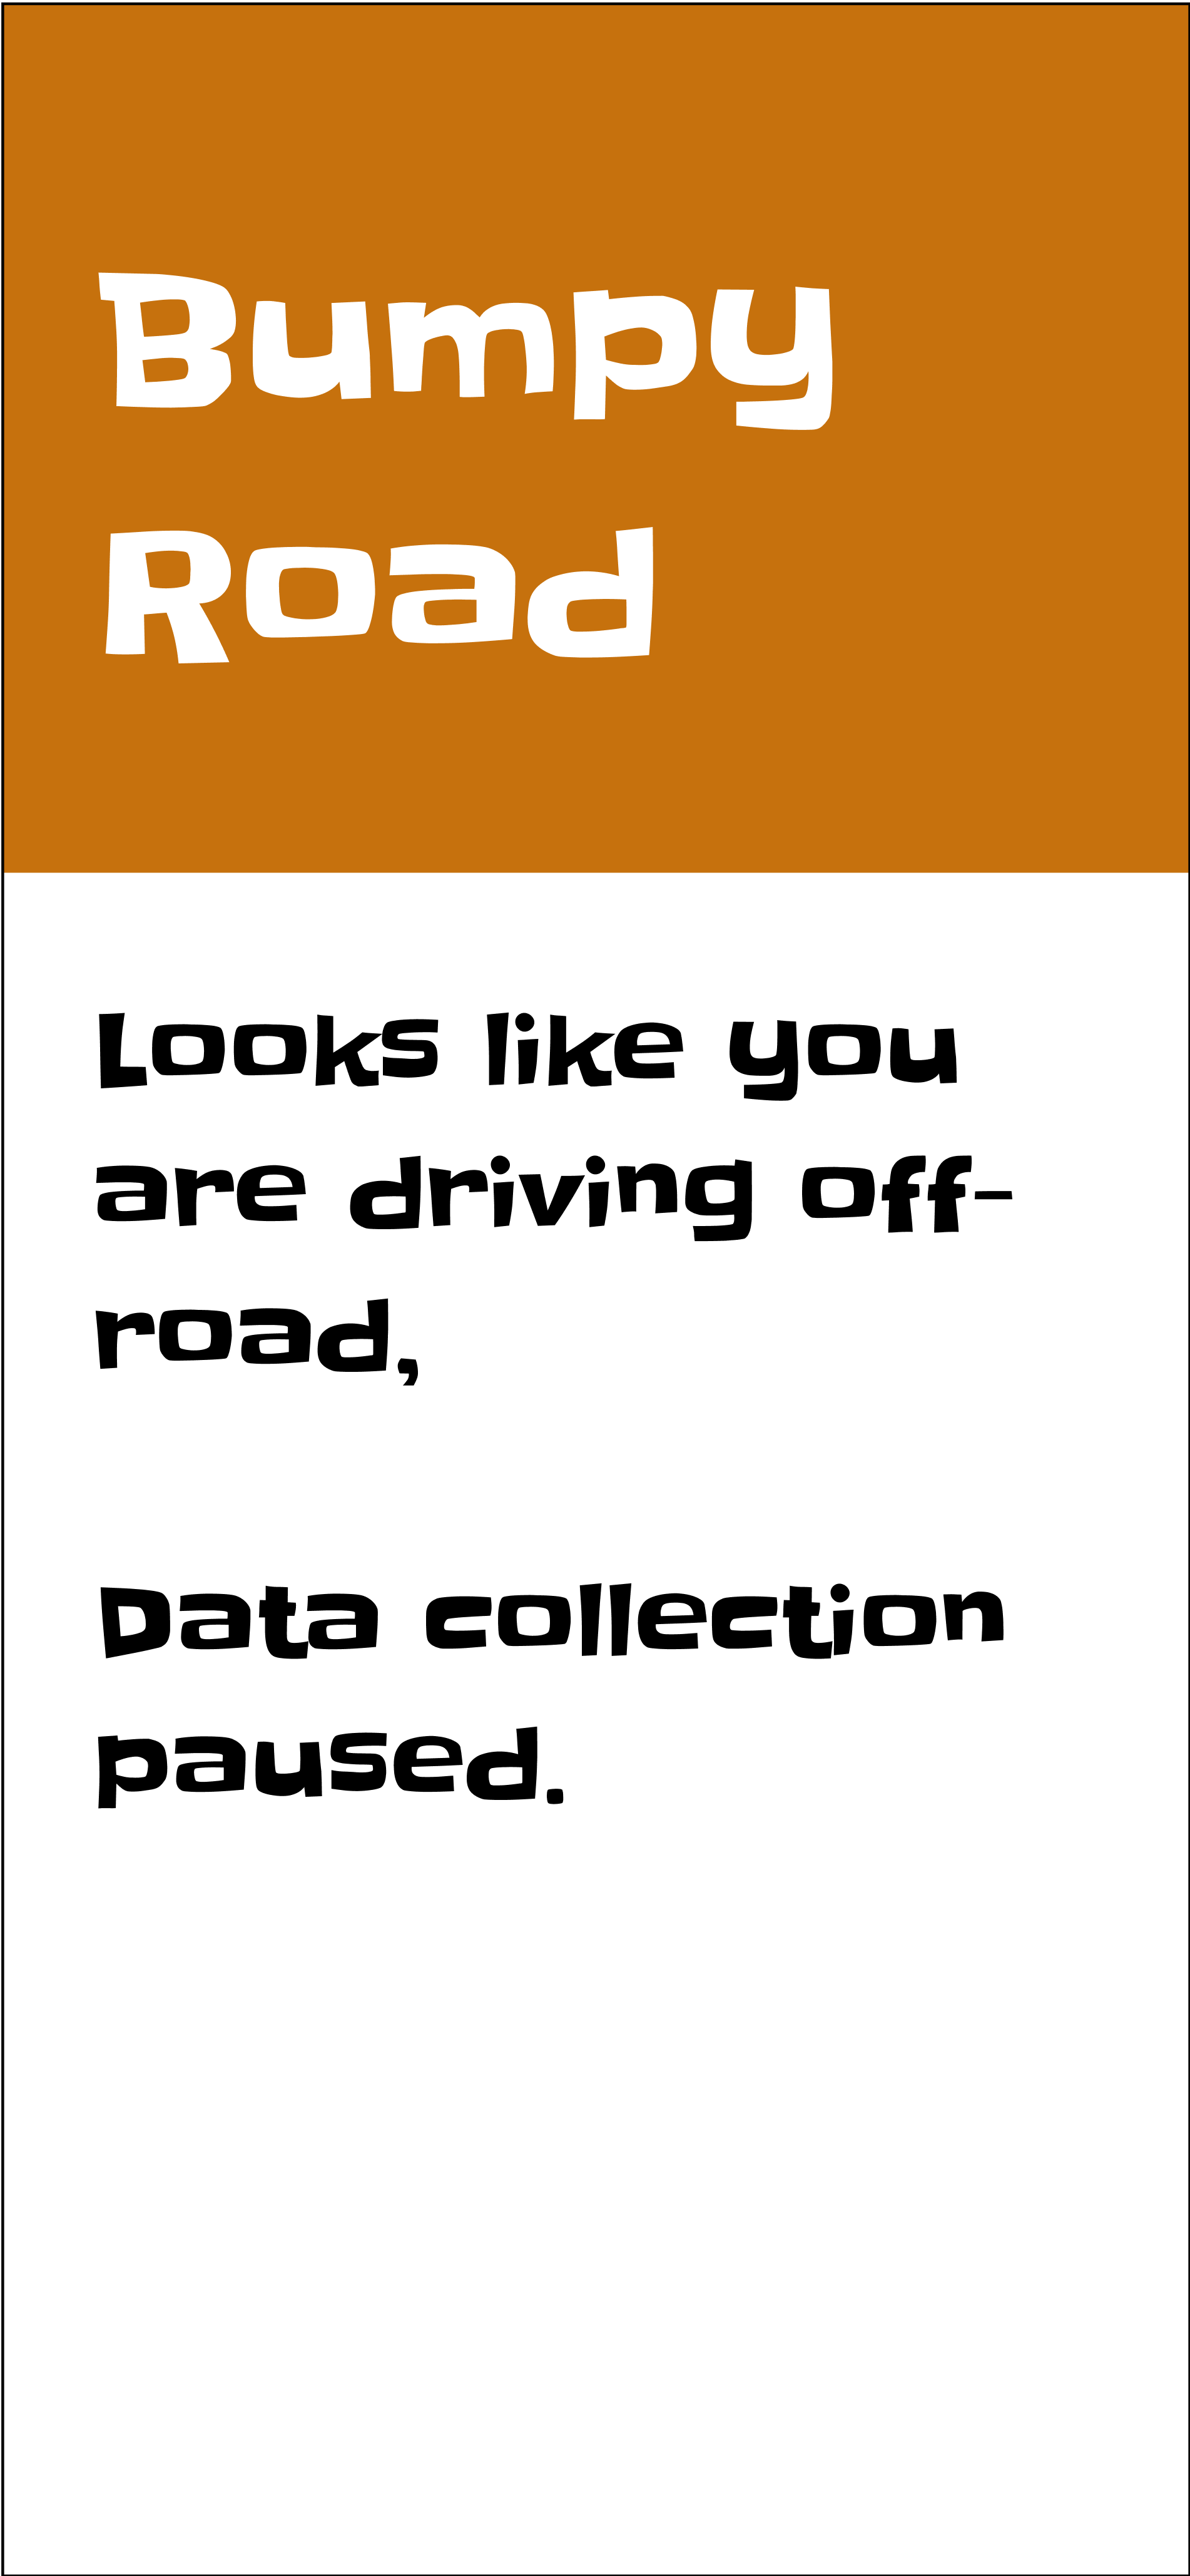 Bumpy
Road
Looks like you
are driving off-
road,
Data collection
paused.